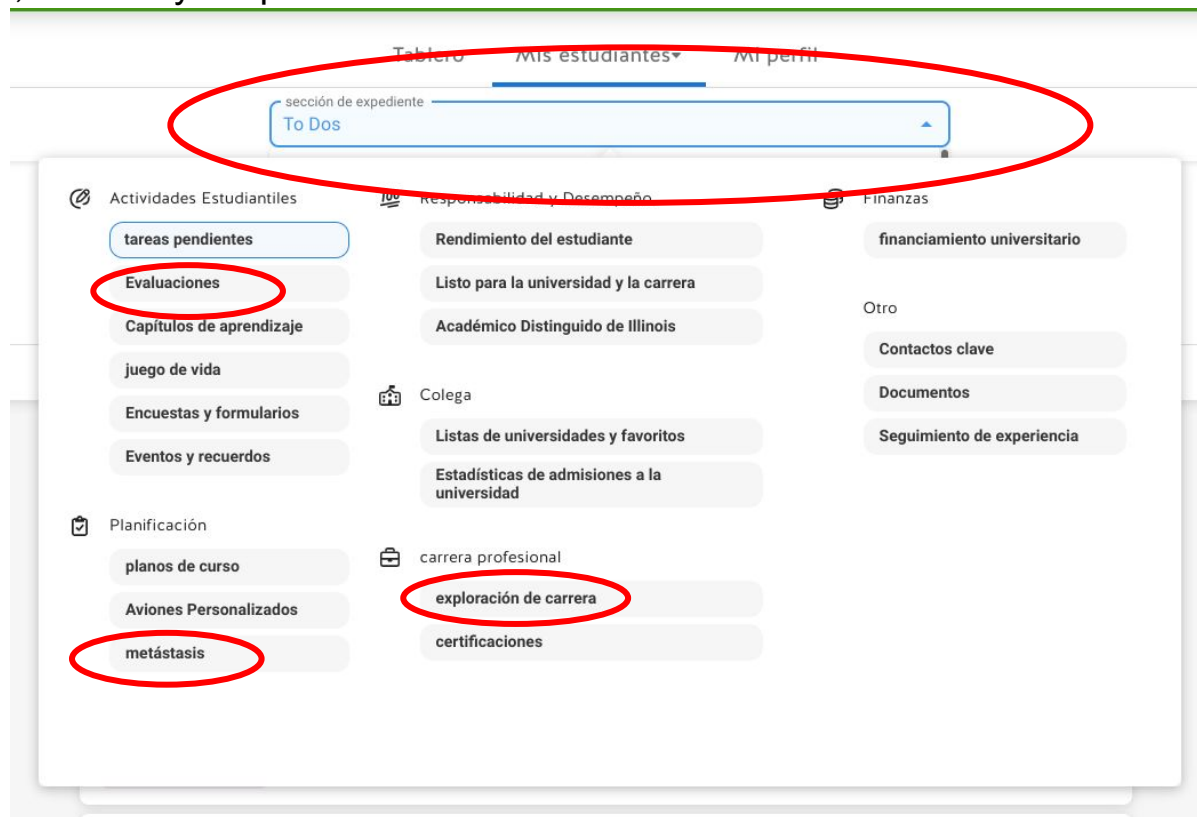 Tablero Mis estudiantes Mi perfil
sección de expediente
To Dos
Actividades Estudiantiles
tareas pendientes
Evaluaciones
Capítulos de aprendizaje
juego de vida
Encuestas y formularios
Eventos y recuerdos
Planificación
planos de curso
Aviones Personalizados
metástasis
Responsabilidad y Desempeño
Rendimiento del estudiante
Listo para la universidad y la carrera
Académico Distinguido de Illinois
Colega
Listas de universidades y favoritos
Estadísticas de admisiones a la
universidad
carrera profesional
exploración de carrera
certificaciones
Finanzas
financiamiento universitario
Otro
Contactos clave
Documentos
Seguimiento de experiencia